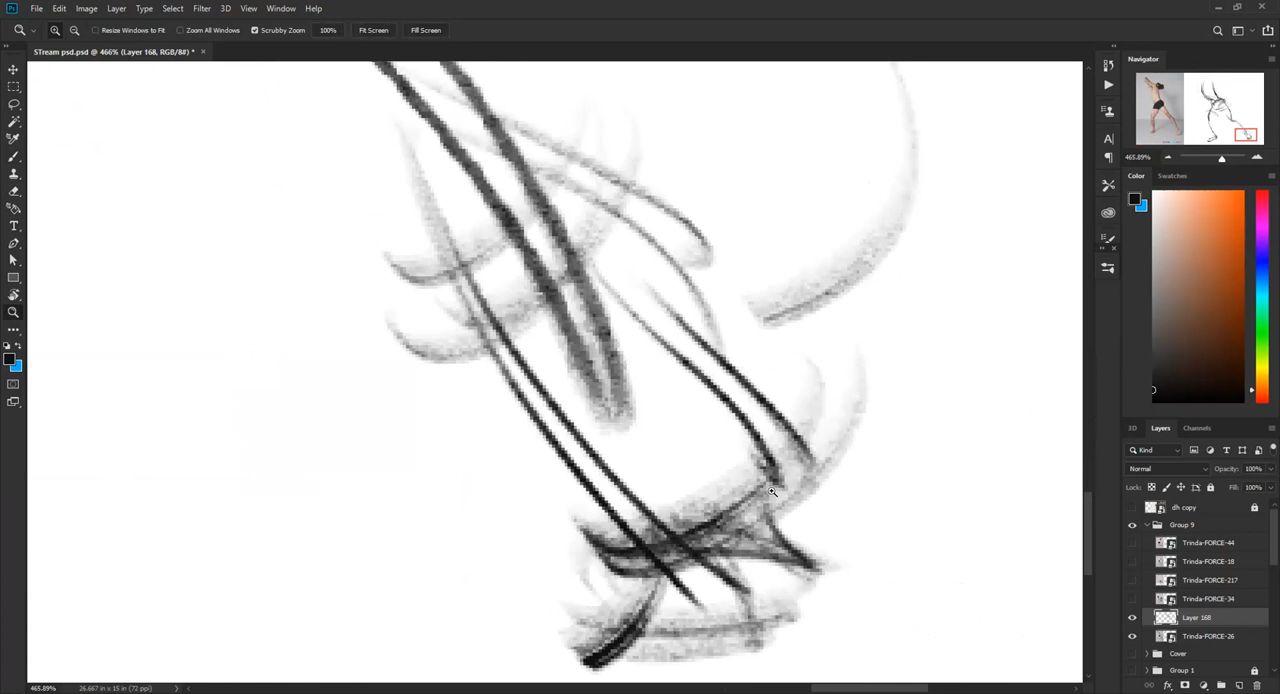 Ps File Edit Image Layer Type Select Filter 3D View Window Help
Resize Windows to Fit Zoom All Windows Scrubby Zoom 100% Fit Screen Fill Screen
STream psd.psd @ 466% (Layer 168, RGB/8#) * ×
Navigator
465.89%
Color Swatches
3D Layers Channels
Kind
Normal Opacity: 100%
Lock: Fill: 100%
dh copy
Group 9
Trinda-FORCE-44
Trinda-FORCE-18
Trinda-FORCE-217
Trinda-FORCE-34
Layer 168
Trinda-FORCE-26
Cover
Group 1
465.89% 26.667 in x 15 in (72 ppi)